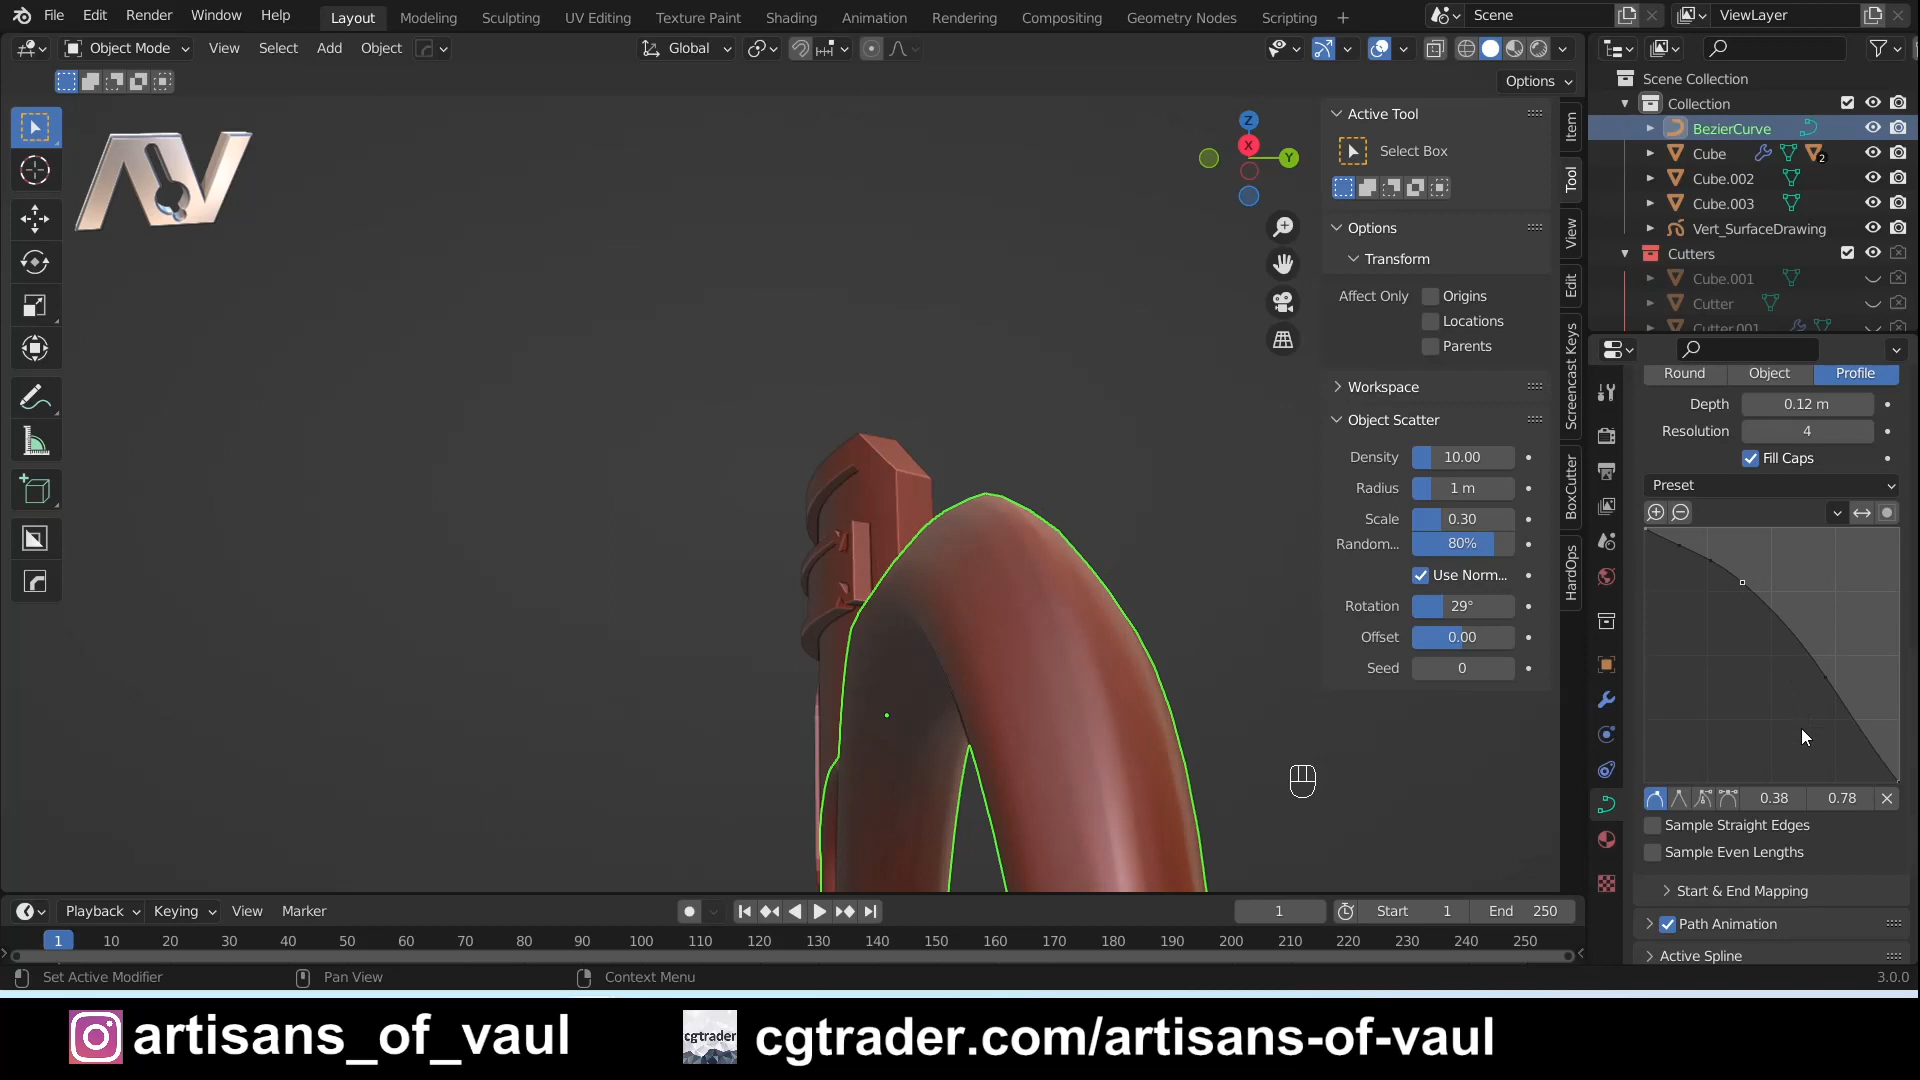 File Edit Render Window Help Layout Modeling Sculpting UV Editing Texture Paint Shading Animation Rendering Compositing Geometry Nodes Scripting + Scene ViewLayer
Object Mode View Select Add Object Global
Options
Active Tool
Select Box
Options
Transform
Affect Only Origins
Locations
Parents
Workspace
Object Scatter
Density 10.00
Radius 1 m
Scale 0.30
Random... 80%
Use Norm...
Rotation 29°
Offset 0.00
Seed 0
Item
Tool
View
Edit
Screencast Keys
BoxCutter
HardOps
Z
X
Y
AV
Scene Collection
Collection
BezierCurve
Cube 2
Cube.002
Cube.003
Vert_SurfaceDrawing
Cutters
Cube.001
Cutter
Cutter.001
Round Object Profile
Depth 0.12 m
Resolution 4
Fill Caps
Preset
0.38 0.78
Sample Straight Edges
Sample Even Lengths
Start & End Mapping
Path Animation
Active Spline
Playback Keying View Marker 1 Start 1 End 250
1 10 20 30 40 50 60 70 80 90 100 110 120 130 140 150 160 170 180 190 200 210 220 230 240 250
Set Active Modifier Pan View Context Menu 3.0.0
artisans_of_vaul cgtrader cgtrader.com/artisans-of-vaul